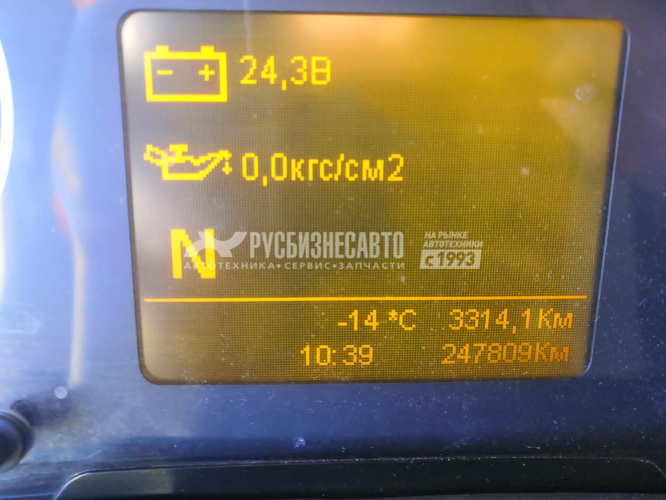 - + 24,3В
0,0кгс/см2
N
РУСБИЗНЕСАВТО
АВТОТЕХНИКА • СЕРВИС • ЗАПЧАСТИ
НА РЫНКЕ
АВТОТЕХНИКИ
с 1993
-14 *C 3314,1Км
10:39 247809Км